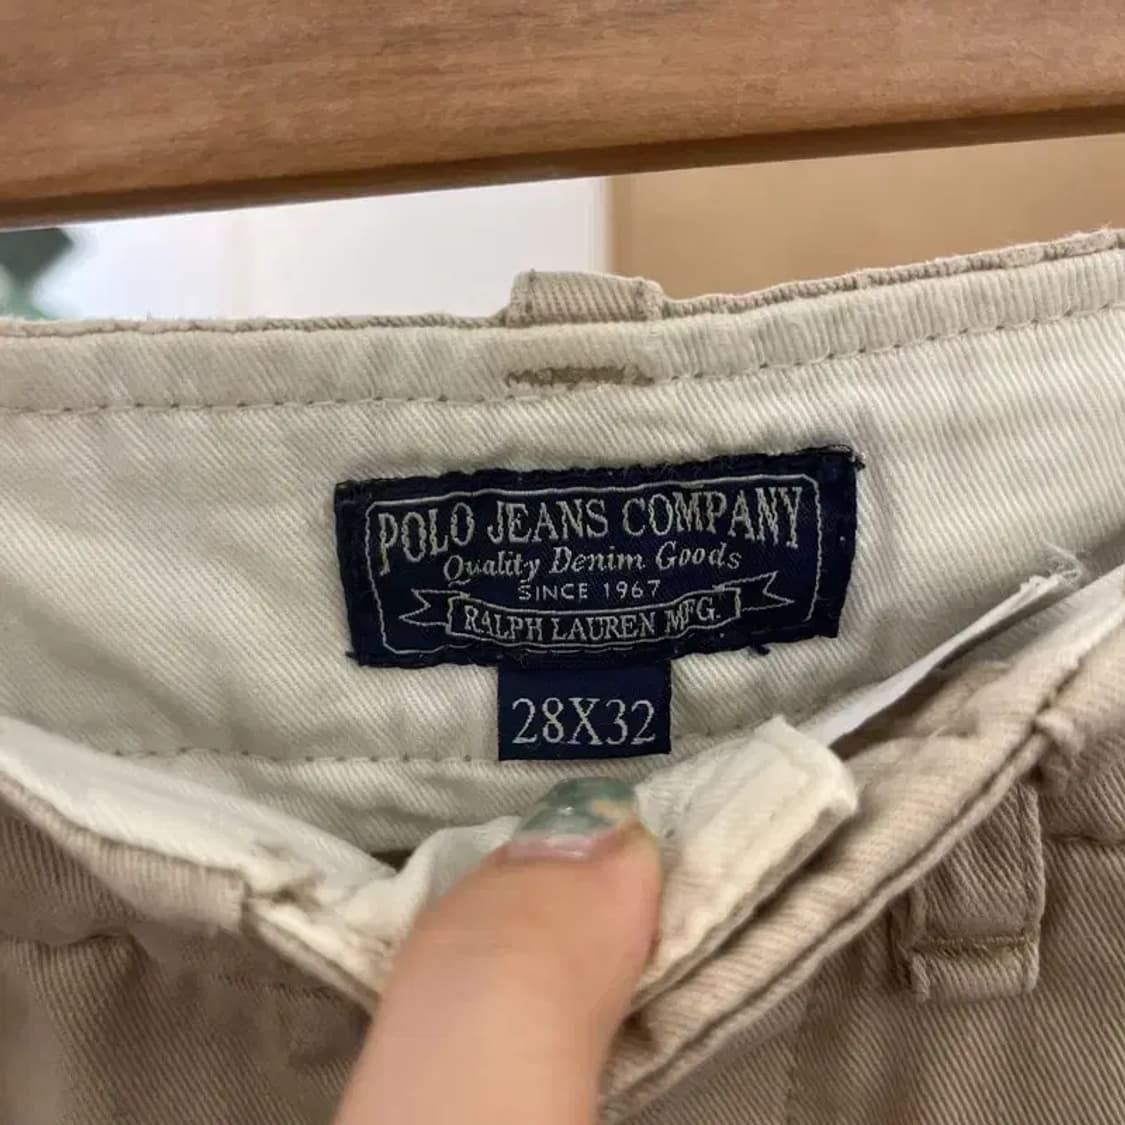 POLO JEANS COMPANY
Quality Denim Goods
SINCE 1967
RALPH LAUREN MFG.
28X32